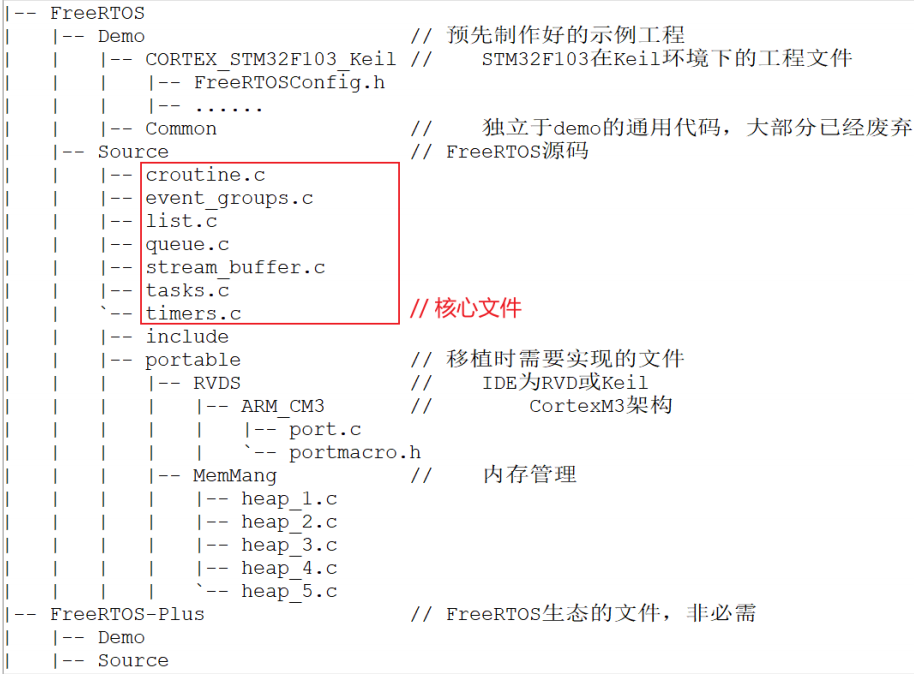 |-- FreeRTOS
|   |-- Demo                      // 预先制作好的示例工程
|   |   |-- CORTEX_STM32F103_Keil //    STM32F103在Keil环境下的工程文件
|   |   |   |-- FreeRTOSConfig.h
|   |   |   |-- ......
|   |   |-- Common                //    独立于demo的通用代码，大部分已经废弃
|   |-- Source                    // FreeRTOS源码
|   |   |-- croutine.c
|   |   |-- event_groups.c
|   |   |-- list.c
|   |   |-- queue.c
|   |   |-- stream_buffer.c
|   |   |-- tasks.c
|   |   `-- timers.c              // 核心文件
|   |   |-- include
|   |   |-- portable              // 移植时需要实现的文件
|   |   |   |-- RVDS              //    IDE为RVD或Keil
|   |   |   |   |-- ARM_CM3       //        CortexM3架构
|   |   |   |   |   |-- port.c
|   |   |   |   |   `-- portmacro.h
|   |   |   |-- MemMang           //    内存管理
|   |   |   |   |-- heap_1.c
|   |   |   |   |-- heap_2.c
|   |   |   |   |-- heap_3.c
|   |   |   |   |-- heap_4.c
|   |   |   |   `-- heap_5.c
|-- FreeRTOS-Plus                 // FreeRTOS生态的文件，非必需
|   |-- Demo
|   |-- Source